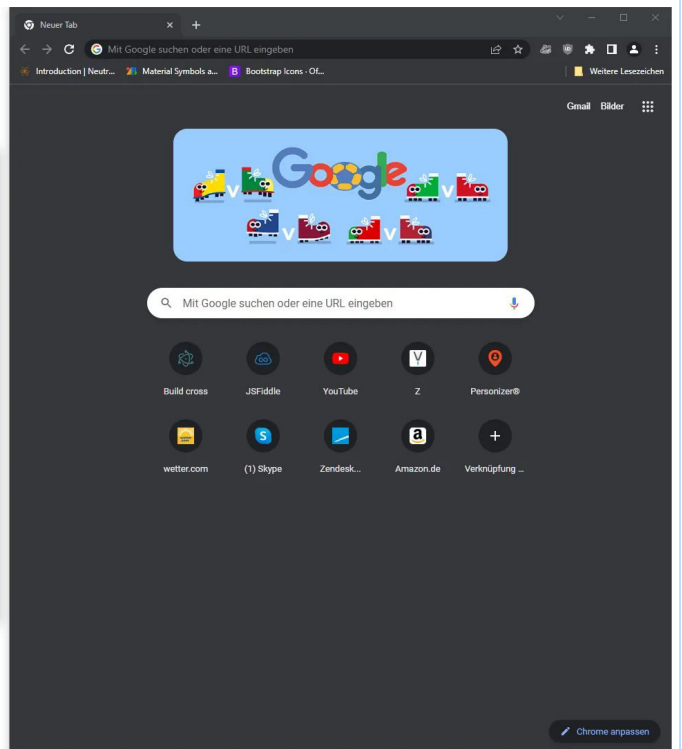 Neuer Tab
Mit Google suchen oder eine URL eingeben
Introduction | Neutr... Material Symbols a... B Bootstrap Icons · Of... Weitere Lesezeichen
Gmail Bilder
Google
v v
v v
Mit Google suchen oder eine URL eingeben
Build cross JSFiddle YouTube Z Personizer®
wetter.com (1) Skype Zendesk... Amazon.de Verknüpfung ...
Chrome anpassen